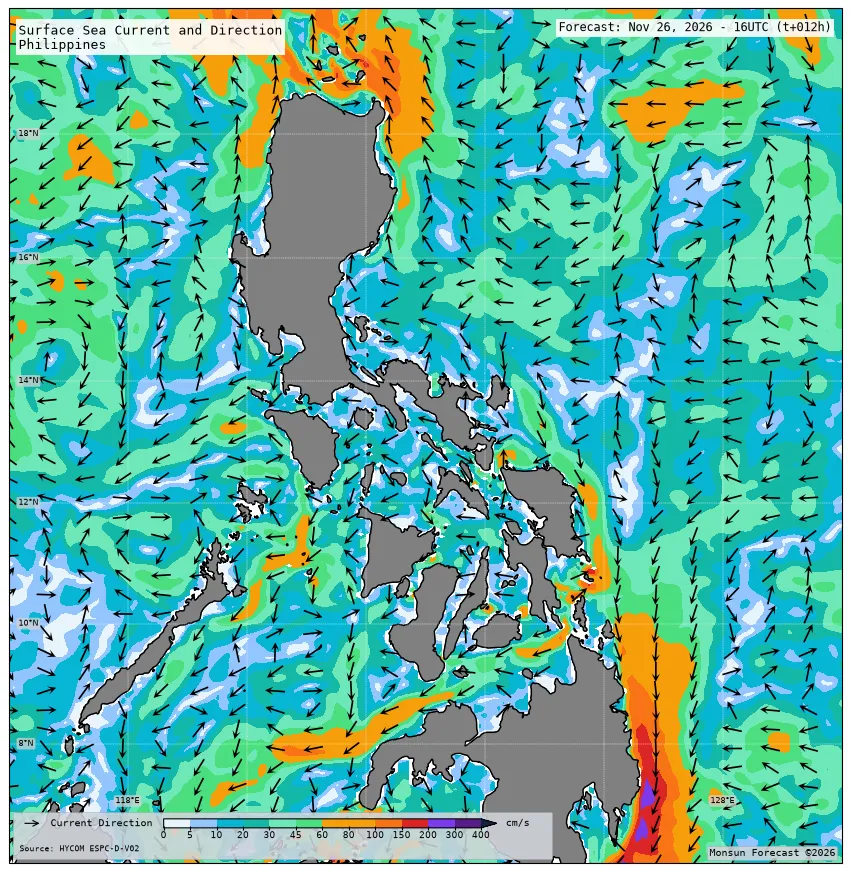 Surface Sea Current and Direction
Philippines
Forecast: Nov 26, 2026 - 16UTC (t+012h)
18°N
16°N
14°N
12°N
10°N
8°N
118°E
128°E
Current Direction
0 5 10 20 30 45 60 80 100 150 200 300 400
cm/s
Source: HYCOM ESPC-D-V02
Monsun Forecast ©2026